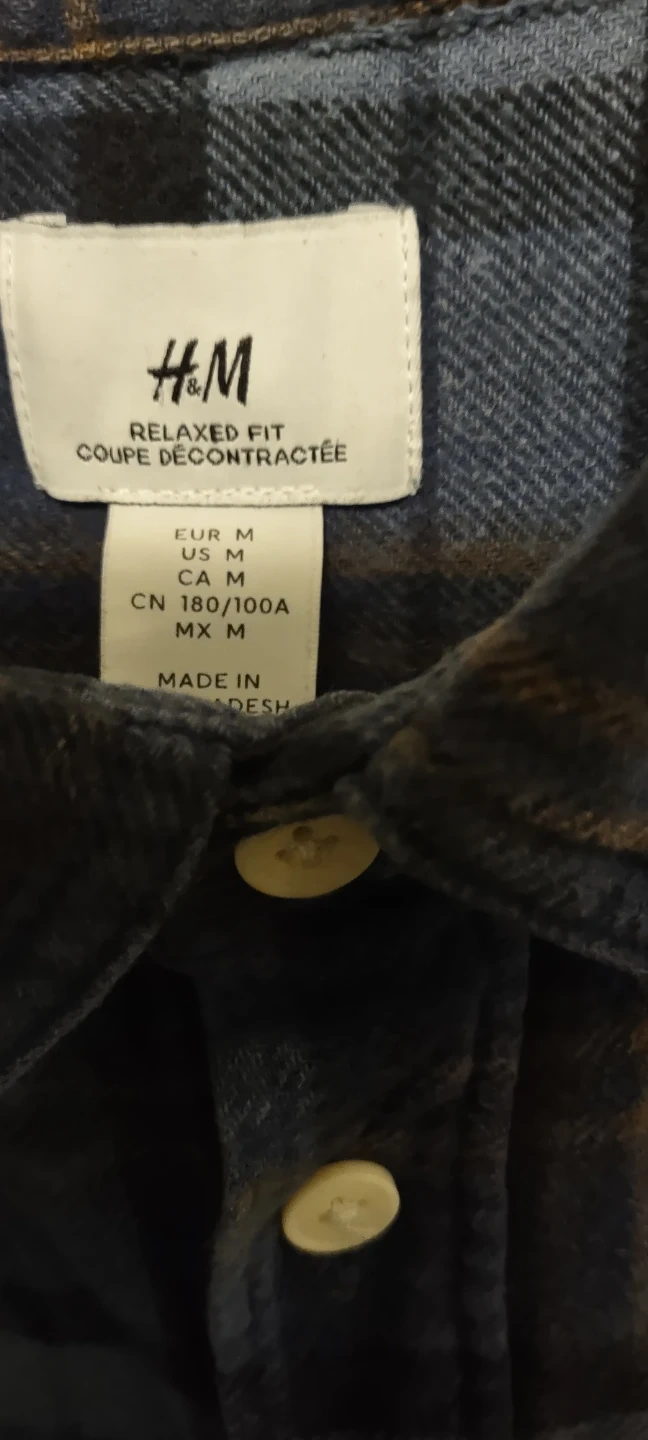 H&M
RELAXED FIT
COUPE DÉCONTRACTÉE
EUR M
US M
CA M
CN 180/100A
MX M
MADE IN